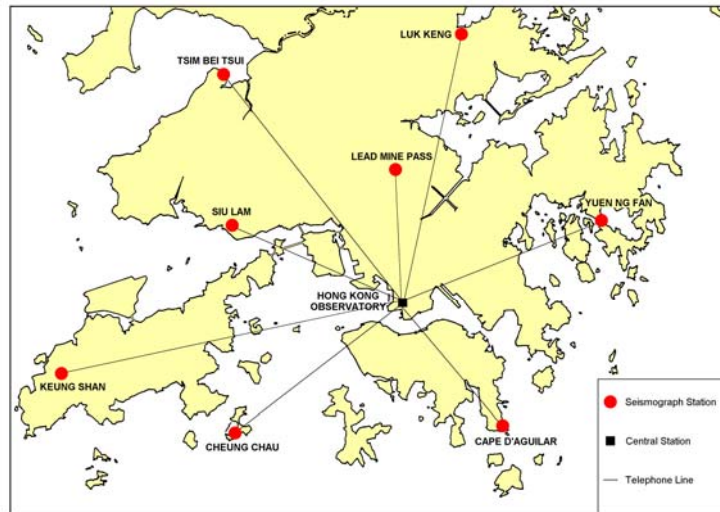 LUK KENG
TSIM BEI TSUI
LEAD MINE PASS
YUEN NG FAN
SIU LAM
HONG KONG
OBSERVATORY
KEUNG SHAN
CHEUNG CHAU
CAPE D'AGUILAR
Seismograph Station
Central Station
Telephone Line